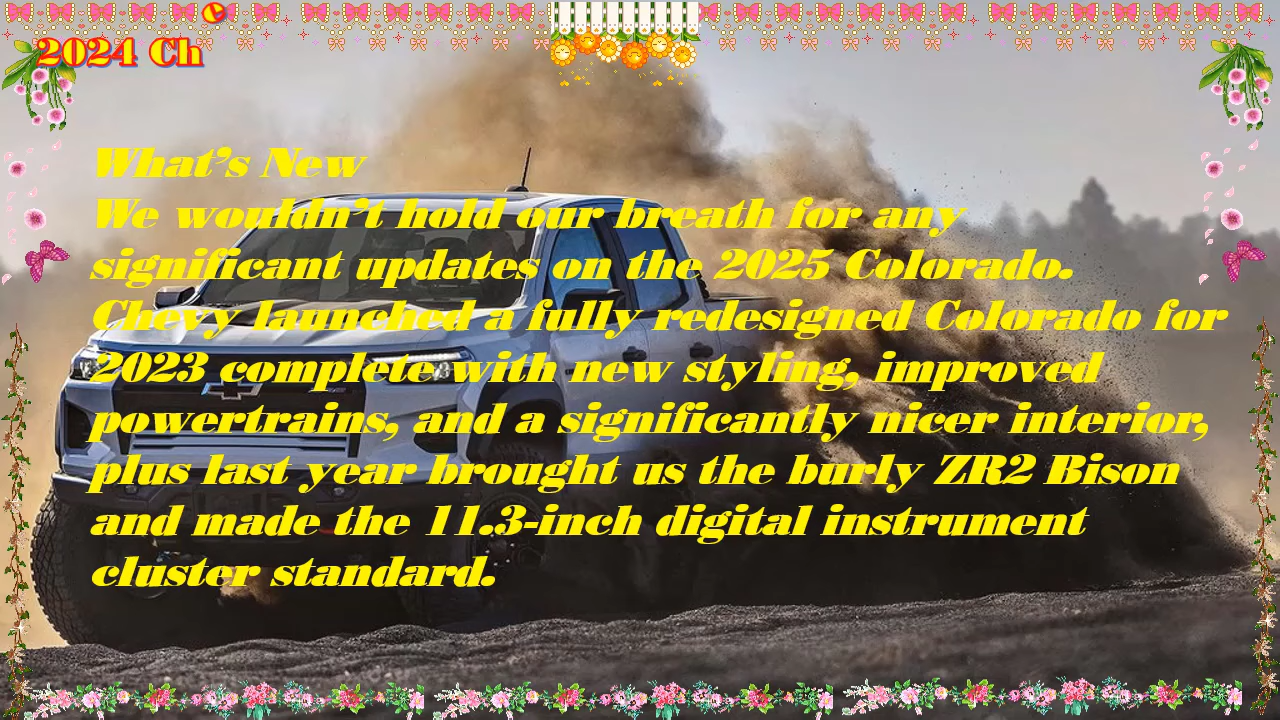 2024 Ch
What's New
We wouldn't hold our breath for any
significant updates on the 2025 Colorado.
Chevy launched a fully redesigned Colorado for
2023 complete with new styling, improved
powertrains, and a significantly nicer interior,
plus last year brought us the burly ZR2 Bison
and made the 11.3-inch digital instrument
cluster standard.